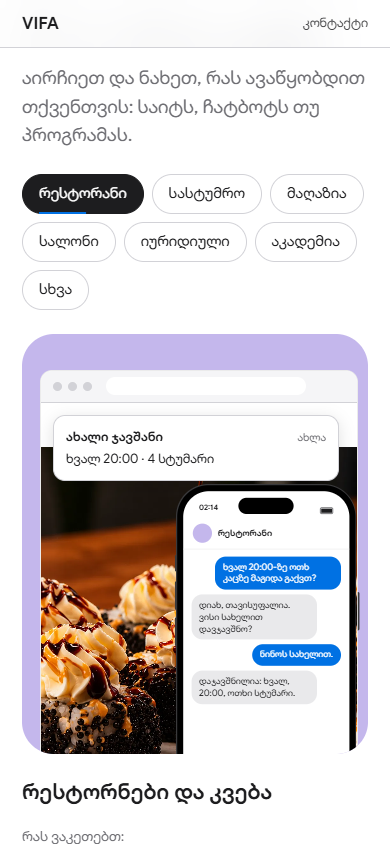 VIFA
კონტაქტი
აირჩიეთ და ნახეთ, რას ავაწყობდით
თქვენთვის: საიტს, ჩატბოტს თუ
პროგრამას.
რესტორანი
სასტუმრო
მაღაზია
სალონი
იურიდიული
აკადემია
სხვა
ახალი ჯავშანი
ახლა
ხვალ 20:00 · 4 სტუმარი
02:14
რესტორანი
ხვალ 20:00-ზე ოთხ
კაცზე მაგიდა გაქვთ?
დიახ, თავისუფალია.
ვისი სახელით
დავჯავშნო?
ნინოს სახელით.
დაჯავშნილია: ხვალ,
20:00, ოთხი სტუმარი.
რესტორნები და კვება
რას ვაკეთებთ: